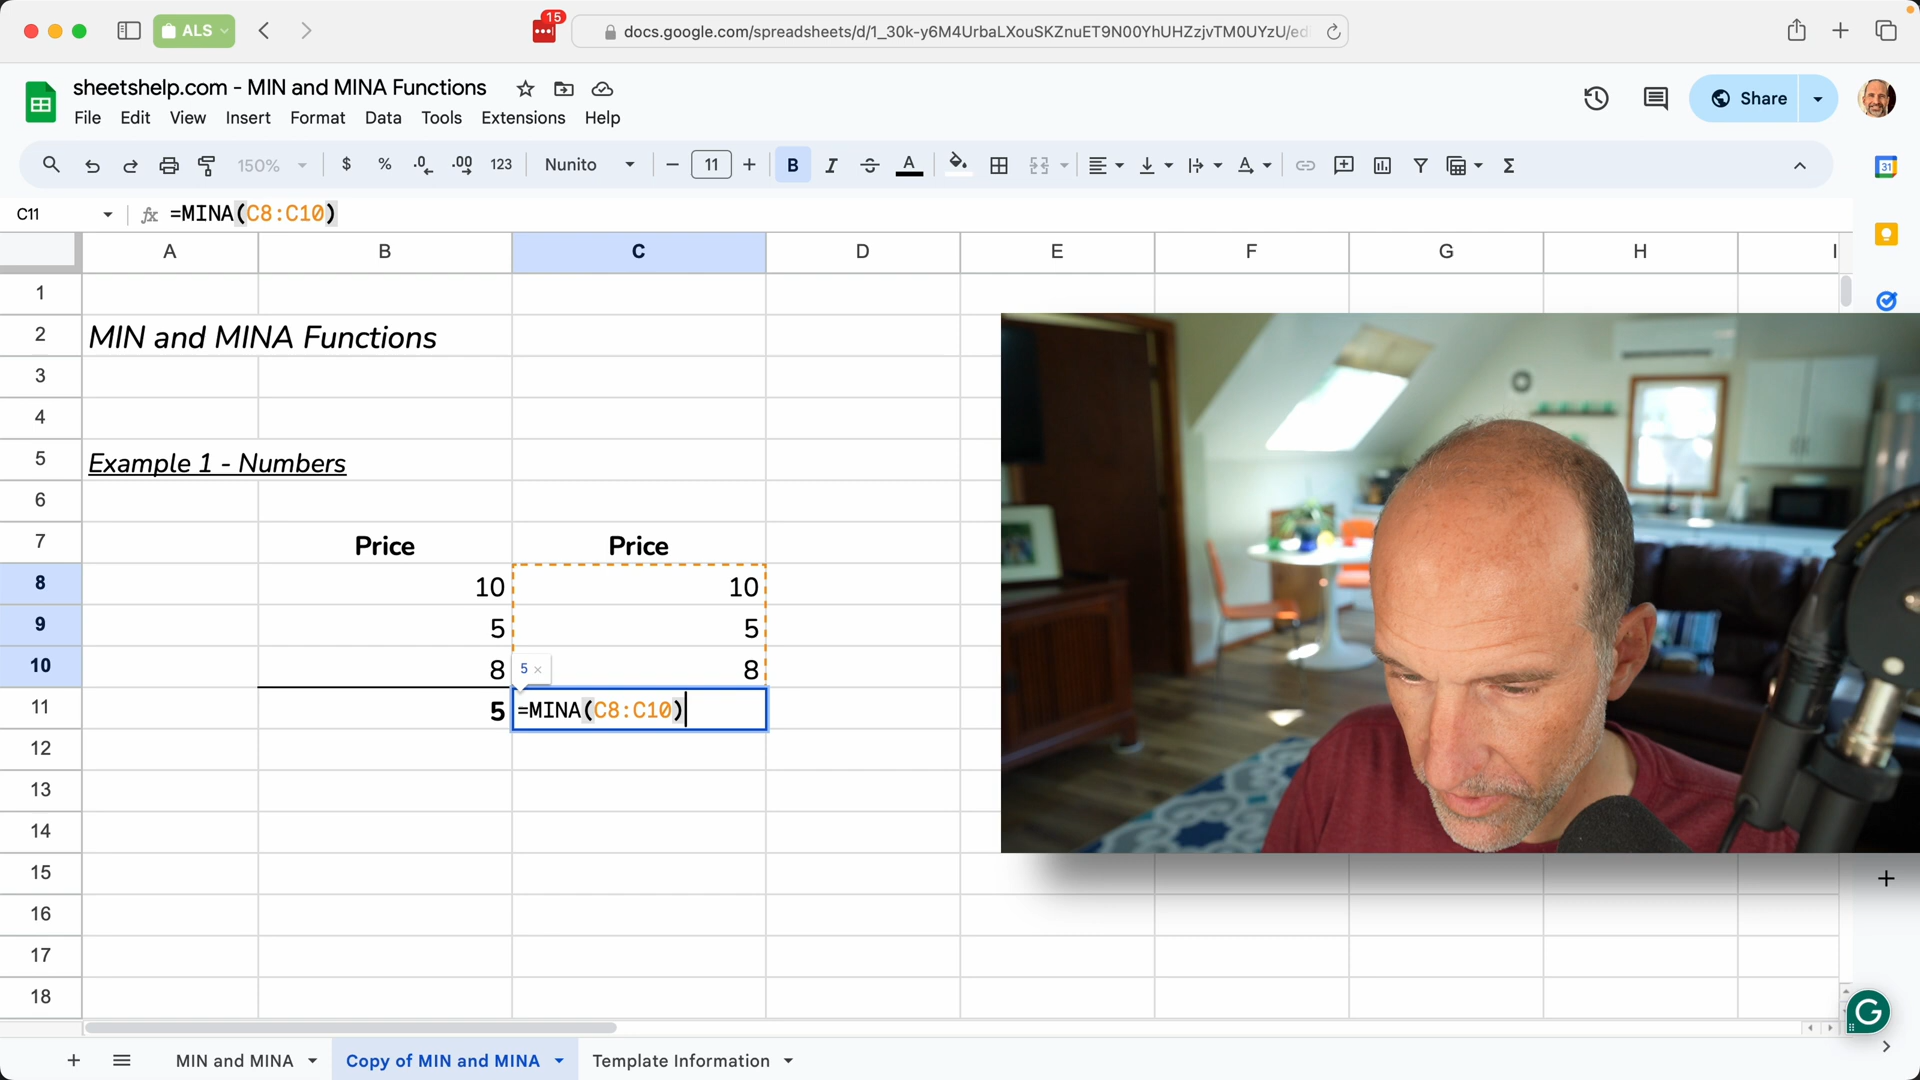 ALS
15
docs.google.com/spreadsheets/d/1_30k-y6M4UrbaLXouSKZnuET9N00YhUHZzjvTM0UYzU/ed
sheetshelp.com - MIN and MINA Functions
File Edit View Insert Format Data Tools Extensions Help
Share
150% $ % .0 .00 123 Nunito 11 B I A Σ
31
C11 fx =MINA(C8:C10)
A B C D E F G H I
1
2 MIN and MINA Functions
3
4
5 Example 1 - Numbers
6
7 Price Price
8 10 10
9 5 5
10 8 5 × 8
11 5 =MINA(C8:C10)
12
13
14
15
16
17
18
MIN and MINA Copy of MIN and MINA Template Information